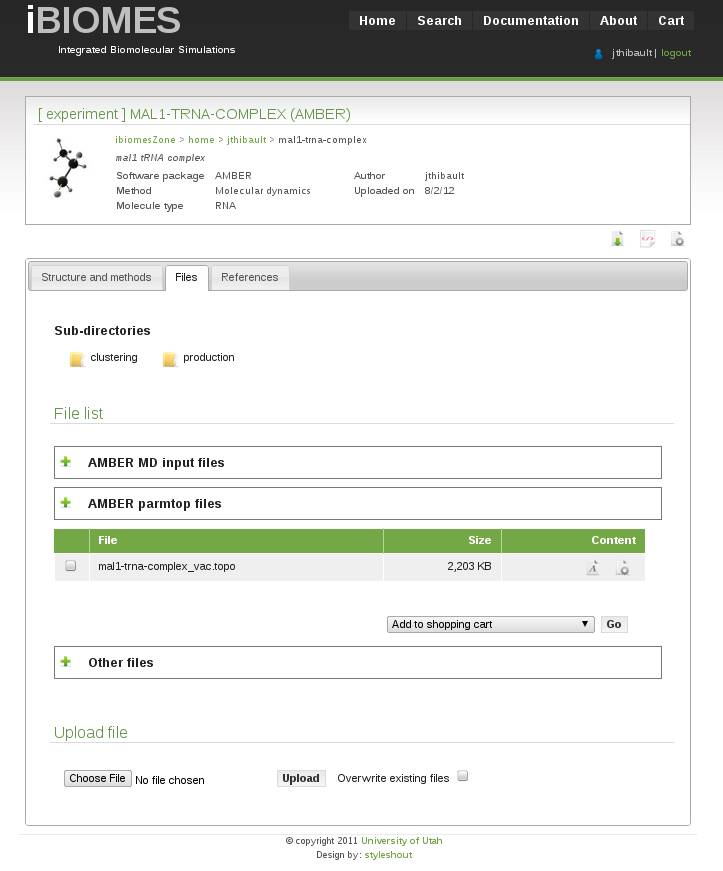 iBIOMES
Home Search Documentation About Cart
Integrated Biomolecular Simulations
jthibault | logout
[ experiment ] MAL1-TRNA-COMPLEX (AMBER)
ibiomesZone > home > jthibault > mal1-trna-complex
mal1 tRNA complex
Software package AMBER Author jthibault
Method Molecular dynamics Uploaded on 8/2/12
Molecule type RNA
Structure and methods Files References
Sub-directories
clustering production
File list
AMBER MD input files
AMBER parmtop files
File Size Content
mal1-trna-complex_vac.topo 2,203 KB
Add to shopping cart Go
Other files
Upload file
Choose File No file chosen Upload Overwrite existing files
© copyright 2011 University of Utah
Design by: styleshout